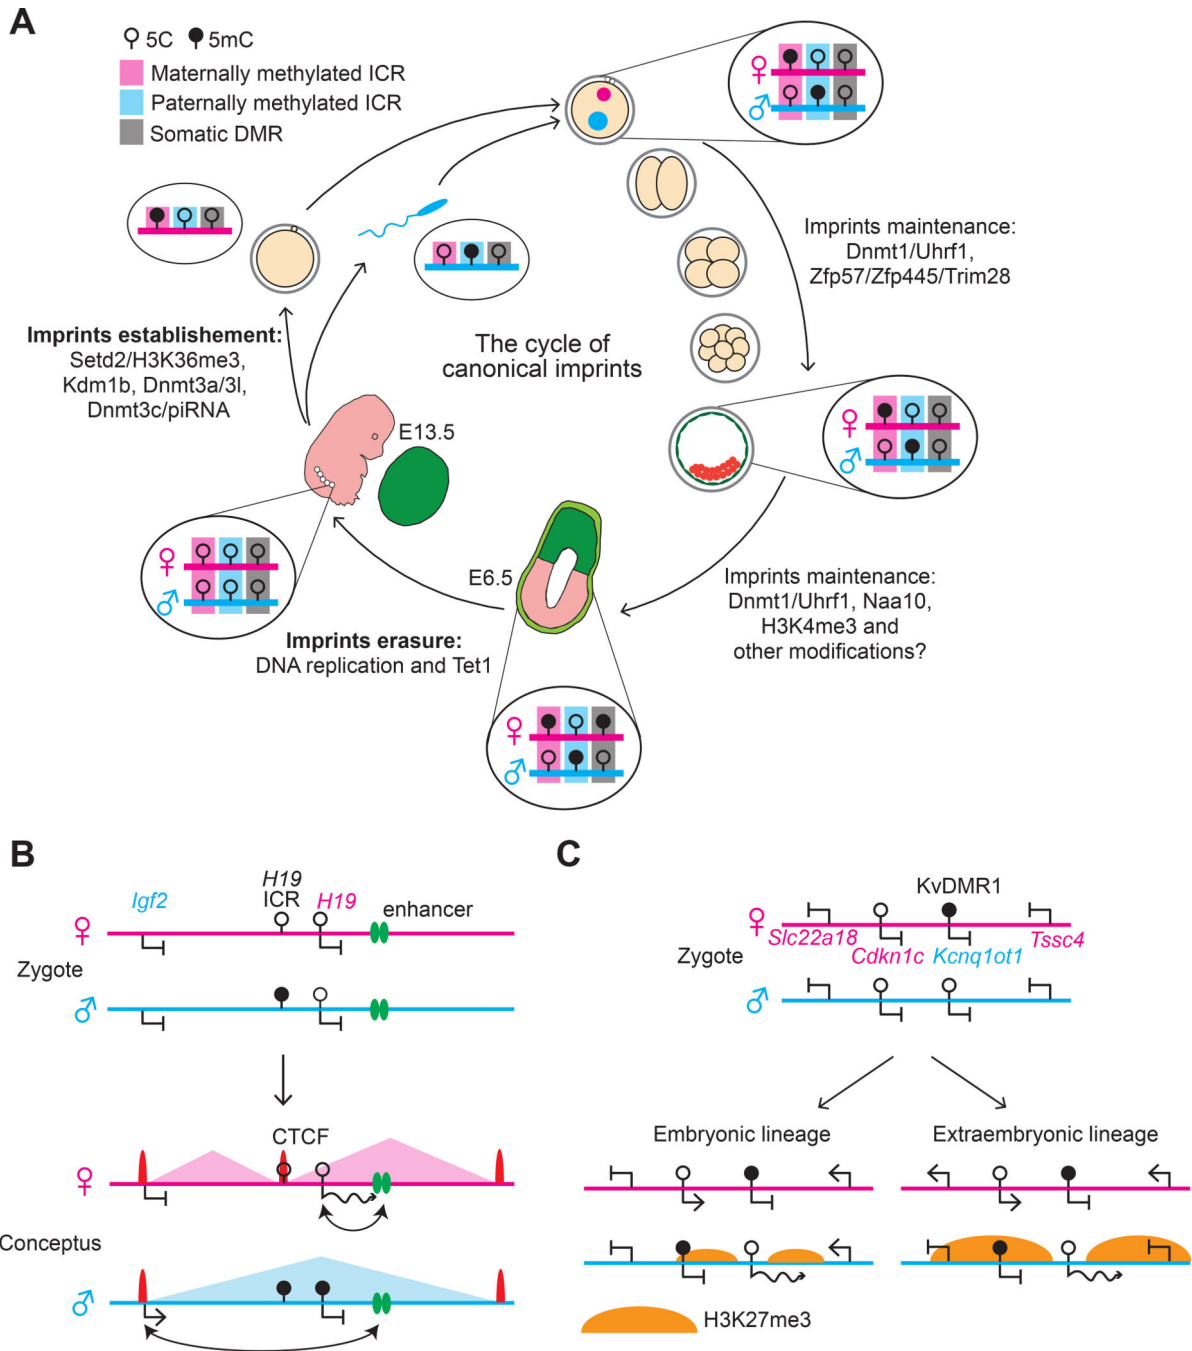 A
5C 5mC
Maternally methylated ICR
Paternally methylated ICR
Somatic DMR
Imprints maintenance:
Dnmt1/Uhrf1,
Zfp57/Zfp445/Trim28
Imprints establishement:
Setd2/H3K36me3,
Kdm1b, Dnmt3a/3l,
Dnmt3c/piRNA
The cycle of
canonical imprints
E13.5
E6.5
Imprints maintenance:
Dnmt1/Uhrf1, Naa10,
H3K4me3 and
other modifications?
Imprints erasure:
DNA replication and Tet1
B
Igf2
H19
ICR
H19
enhancer
Zygote
CTCF
Conceptus
C
KvDMR1
Slc22a18
Cdkn1c
Kcnq1ot1
Tssc4
Zygote
Embryonic lineage
Extraembryonic lineage
H3K27me3